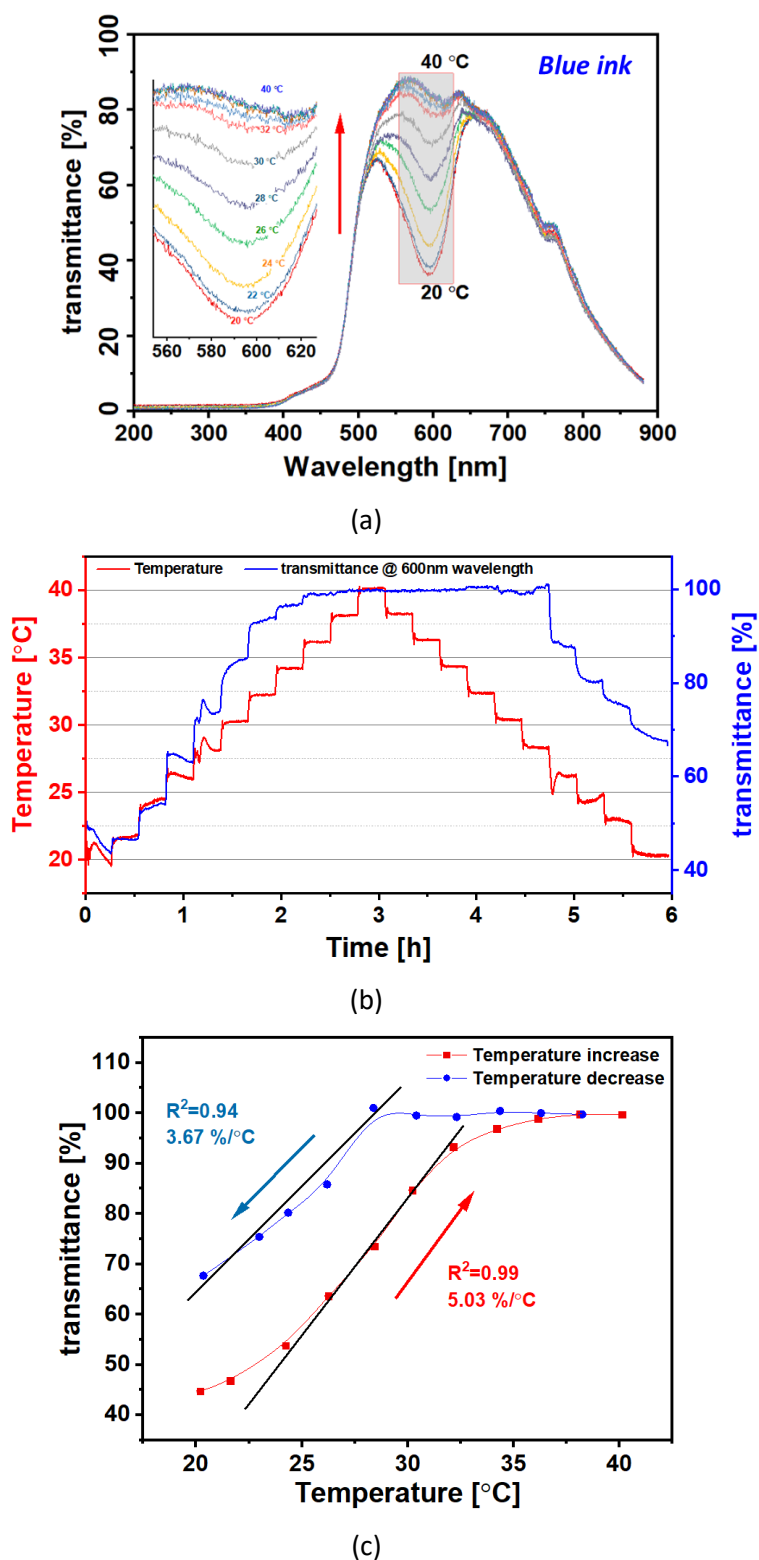 100
80
60
40
20
0
transmittance [%]
Blue ink
40 °C
20 °C
40 °C
32 °C
30 °C
28 °C
26 °C
24 °C
22 °C
20 °C
560 580 600 620
200 300 400 500 600 700 800 900
Wavelength [nm]
(a)
Temperature
transmittance @ 600nm wavelength
40
35
30
25
20
Temperature [°C]
100
80
60
40
transmittance [%]
0 1 2 3 4 5 6
Time [h]
(b)
110
100
90
80
70
60
50
40
transmittance [%]
Temperature increase
Temperature decrease
R²=0.94
3.67 %/°C
R²=0.99
5.03 %/°C
20 25 30 35 40
Temperature [°C]
(c)